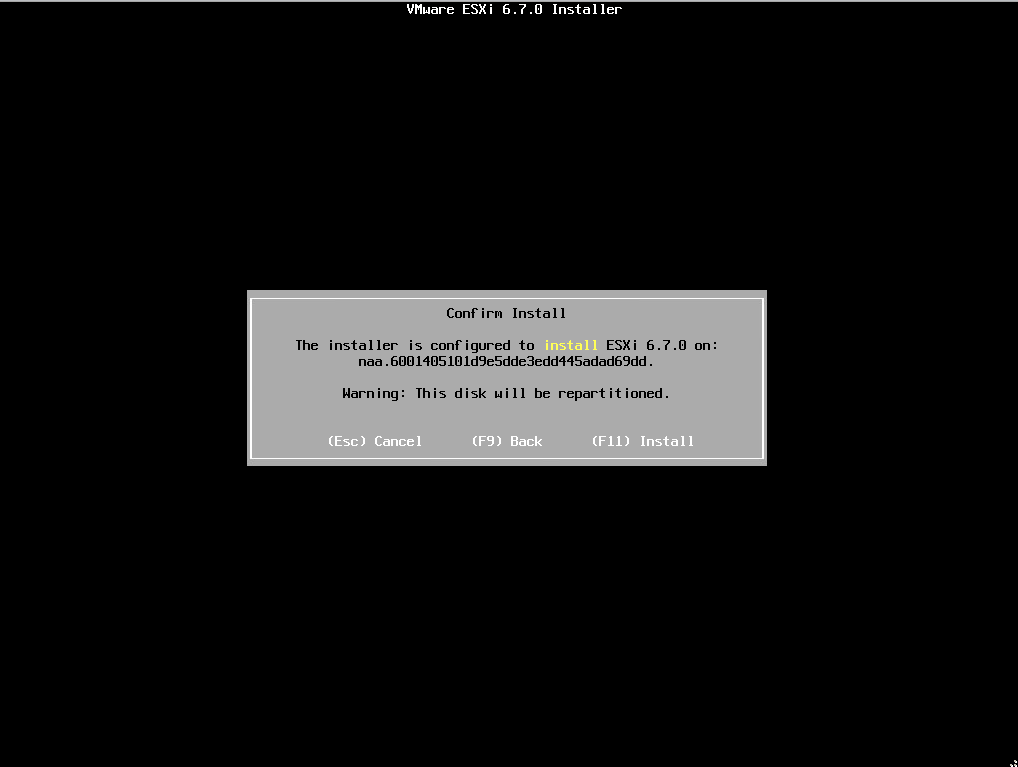 VMware ESXi 6.7.0 Installer
Confirm Install
The installer is configured to install ESXi 6.7.0 on:
naa.6001405101d9e5dde3edd445adad69dd.
Warning: This disk will be repartitioned.
(Esc) Cancel (F9) Back (F11) Install